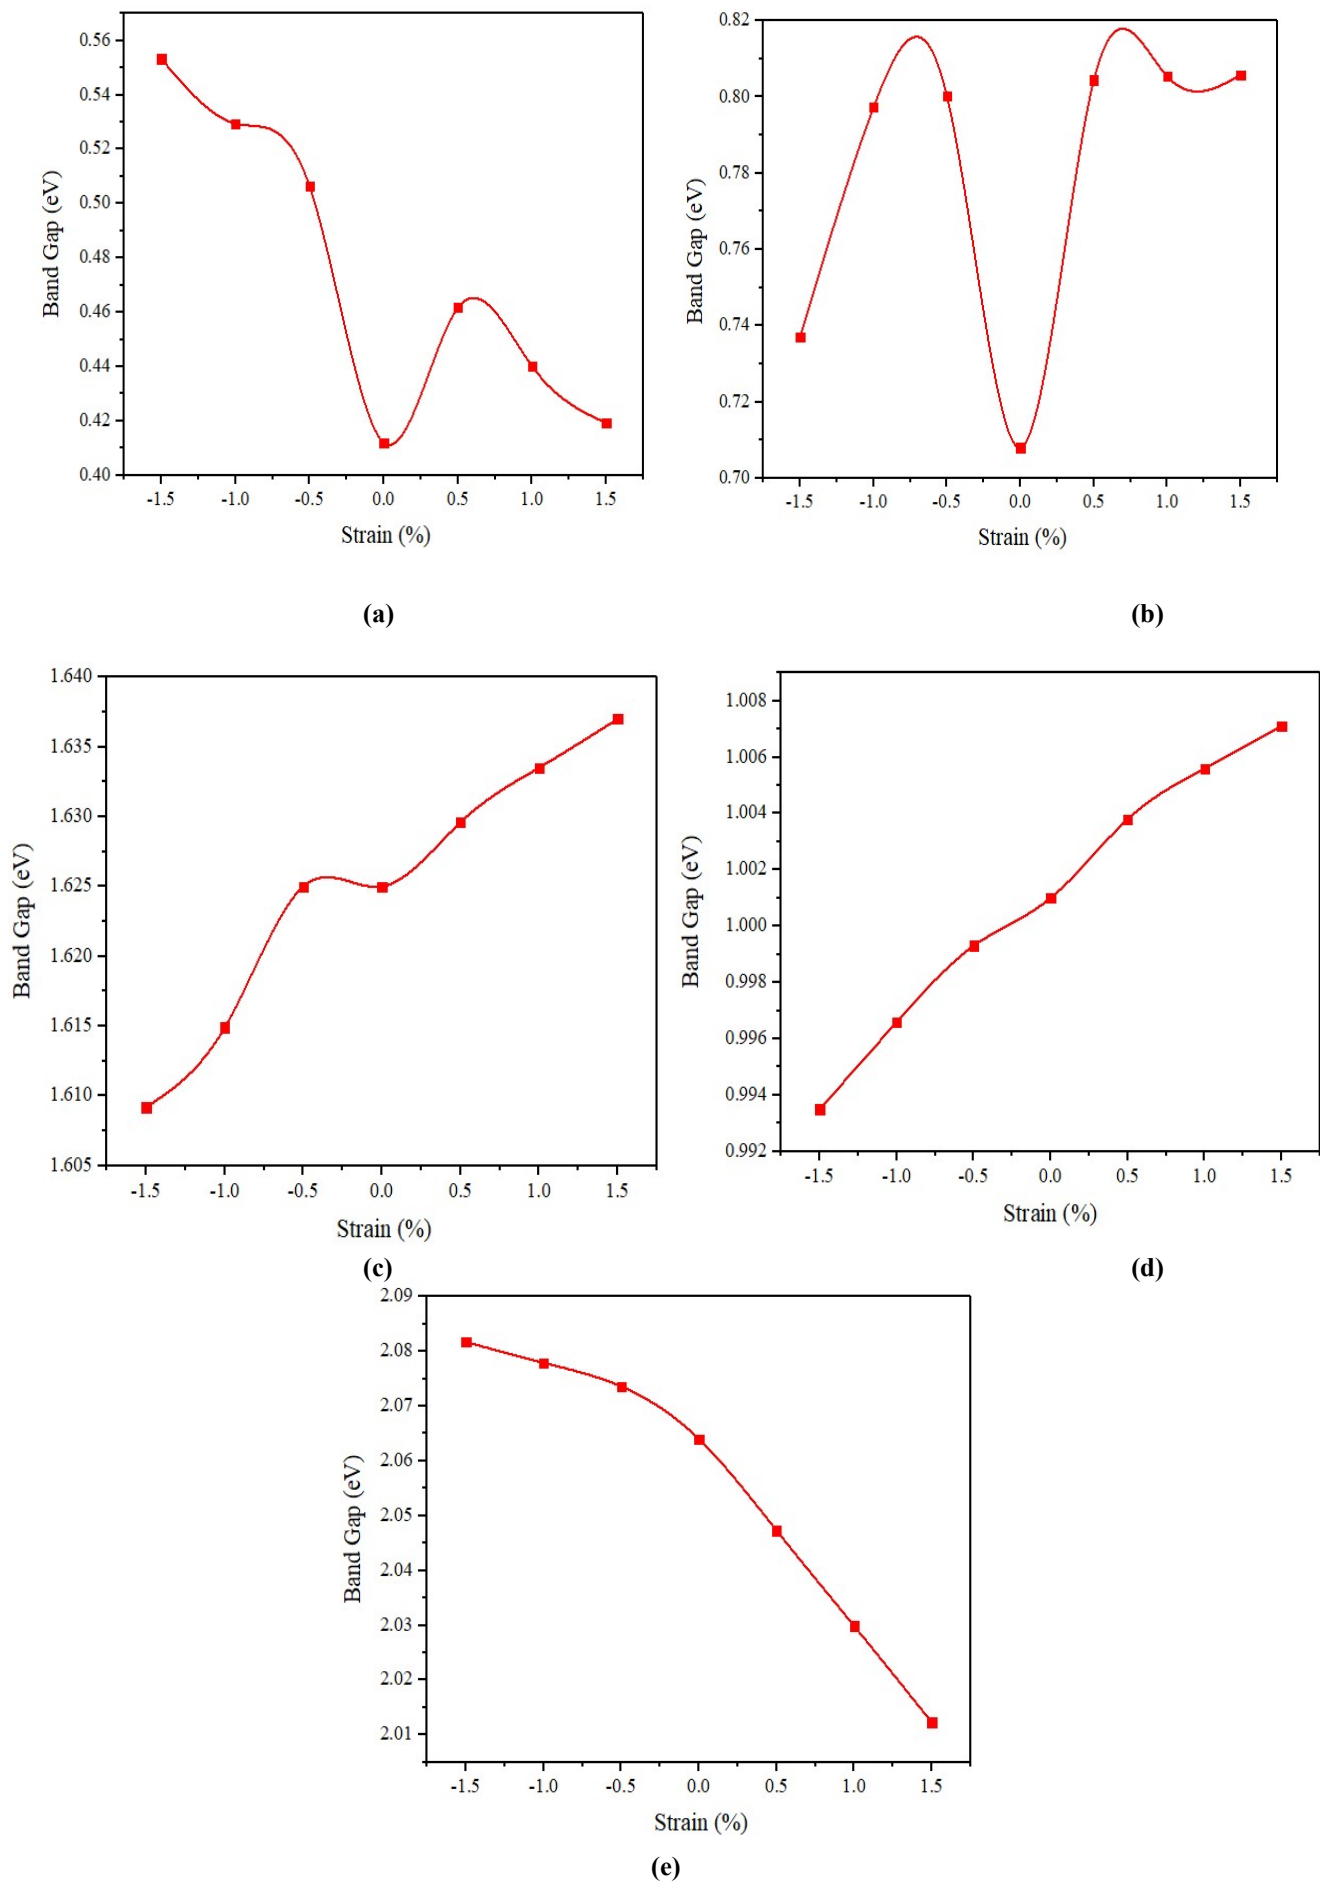 0.56
0.54
0.52
0.50
0.48
0.46
0.44
0.42
0.40
Band Gap (eV)
-1.5 -1.0 -0.5 0.0 0.5 1.0 1.5
Strain (%)
(a)
0.82
0.80
0.78
0.76
0.74
0.72
0.70
Band Gap (eV)
-1.5 -1.0 -0.5 0.0 0.5 1.0 1.5
Strain (%)
(b)
1.640
1.635
1.630
1.625
1.620
1.615
1.610
1.605
Band Gap (eV)
-1.5 -1.0 -0.5 0.0 0.5 1.0 1.5
Strain (%)
(c)
1.008
1.006
1.004
1.002
1.000
0.998
0.996
0.994
0.992
Band Gap (eV)
-1.5 -1.0 -0.5 0.0 0.5 1.0 1.5
Strain (%)
(d)
2.09
2.08
2.07
2.06
2.05
2.04
2.03
2.02
2.01
Band Gap (eV)
-1.5 -1.0 -0.5 0.0 0.5 1.0 1.5
Strain (%)
(e)